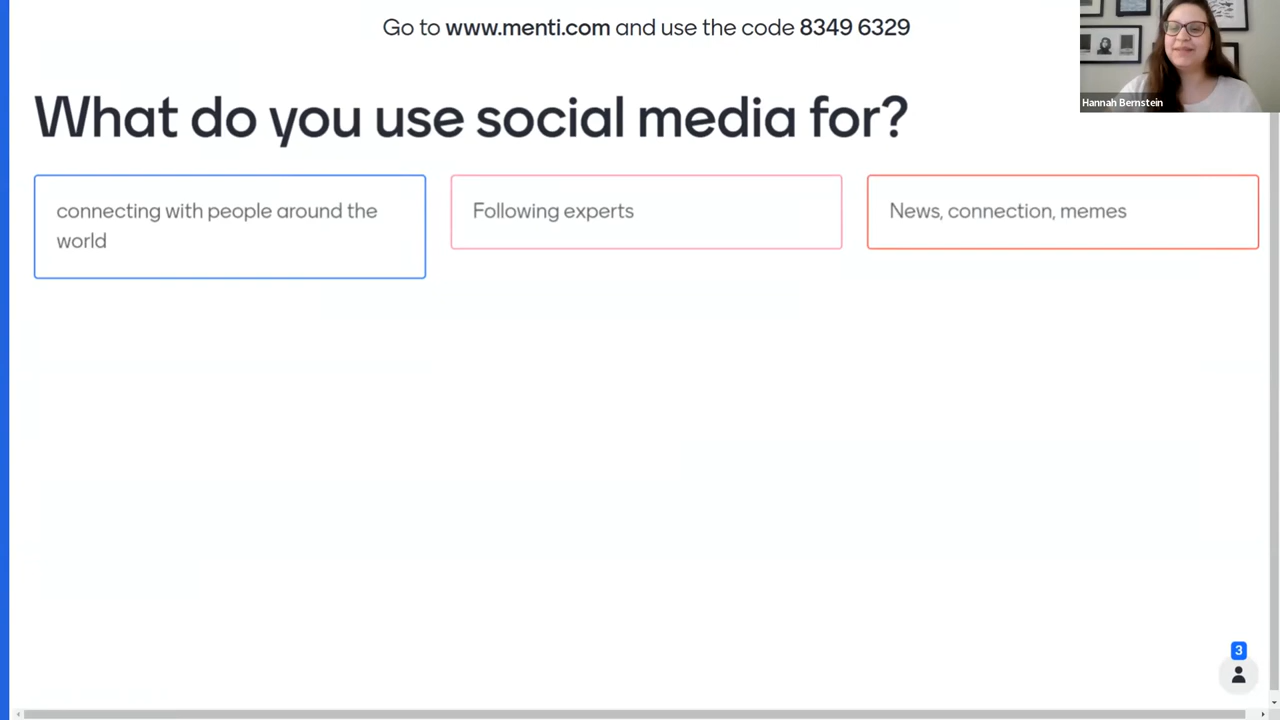 Go to www.menti.com and use the code 8349 6329
Hannah Bernstein
What do you use social media for?
connecting with people around the
world
Following experts
News, connection, memes
3